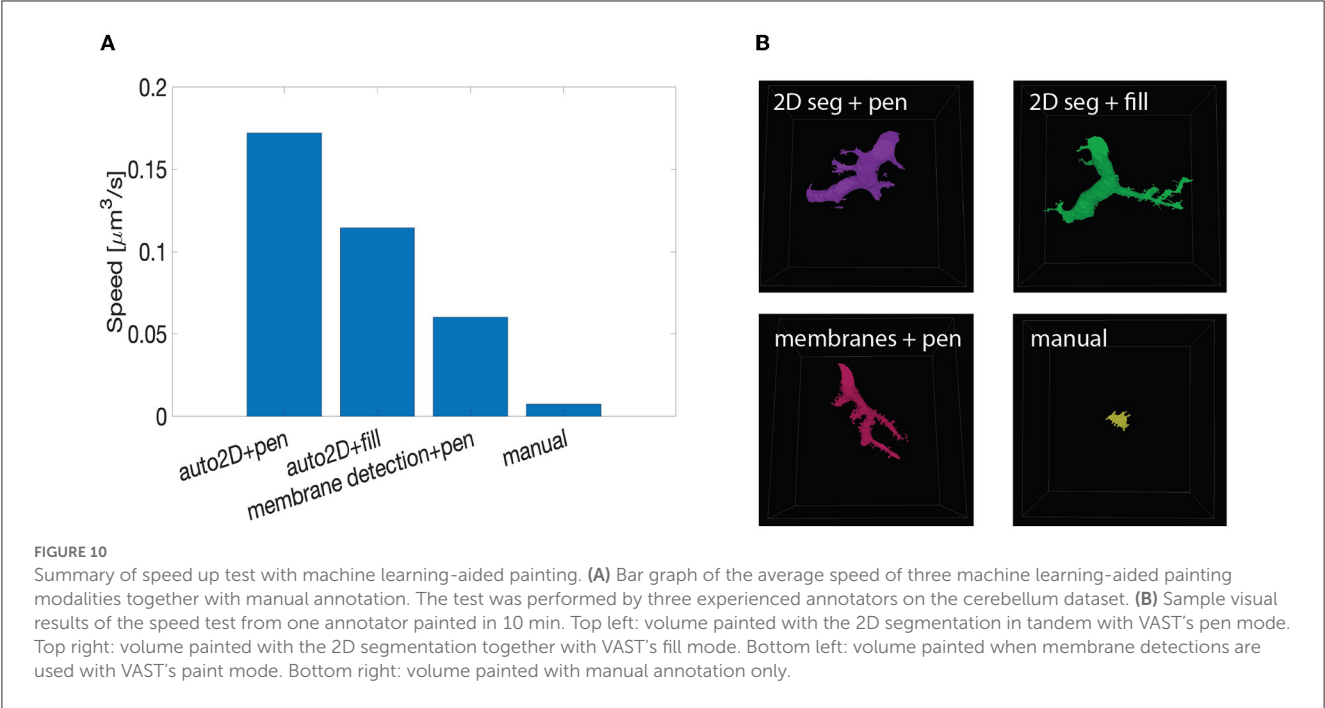 A
B
0.2
0.15
0.1
0.05
0
Speed [μm³/s]
auto2D+pen
auto2D+fill
membrane detection+pen
manual
2D seg + pen
2D seg + fill
membranes + pen
manual
FIGURE 10
Summary of speed up test with machine learning-aided painting. (A) Bar graph of the average speed of three machine learning-aided painting
modalities together with manual annotation. The test was performed by three experienced annotators on the cerebellum dataset. (B) Sample visual
results of the speed test from one annotator painted in 10 min. Top left: volume painted with the 2D segmentation in tandem with VAST's pen mode.
Top right: volume painted with the 2D segmentation together with VAST's fill mode. Bottom left: volume painted when membrane detections are
used with VAST's paint mode. Bottom right: volume painted with manual annotation only.